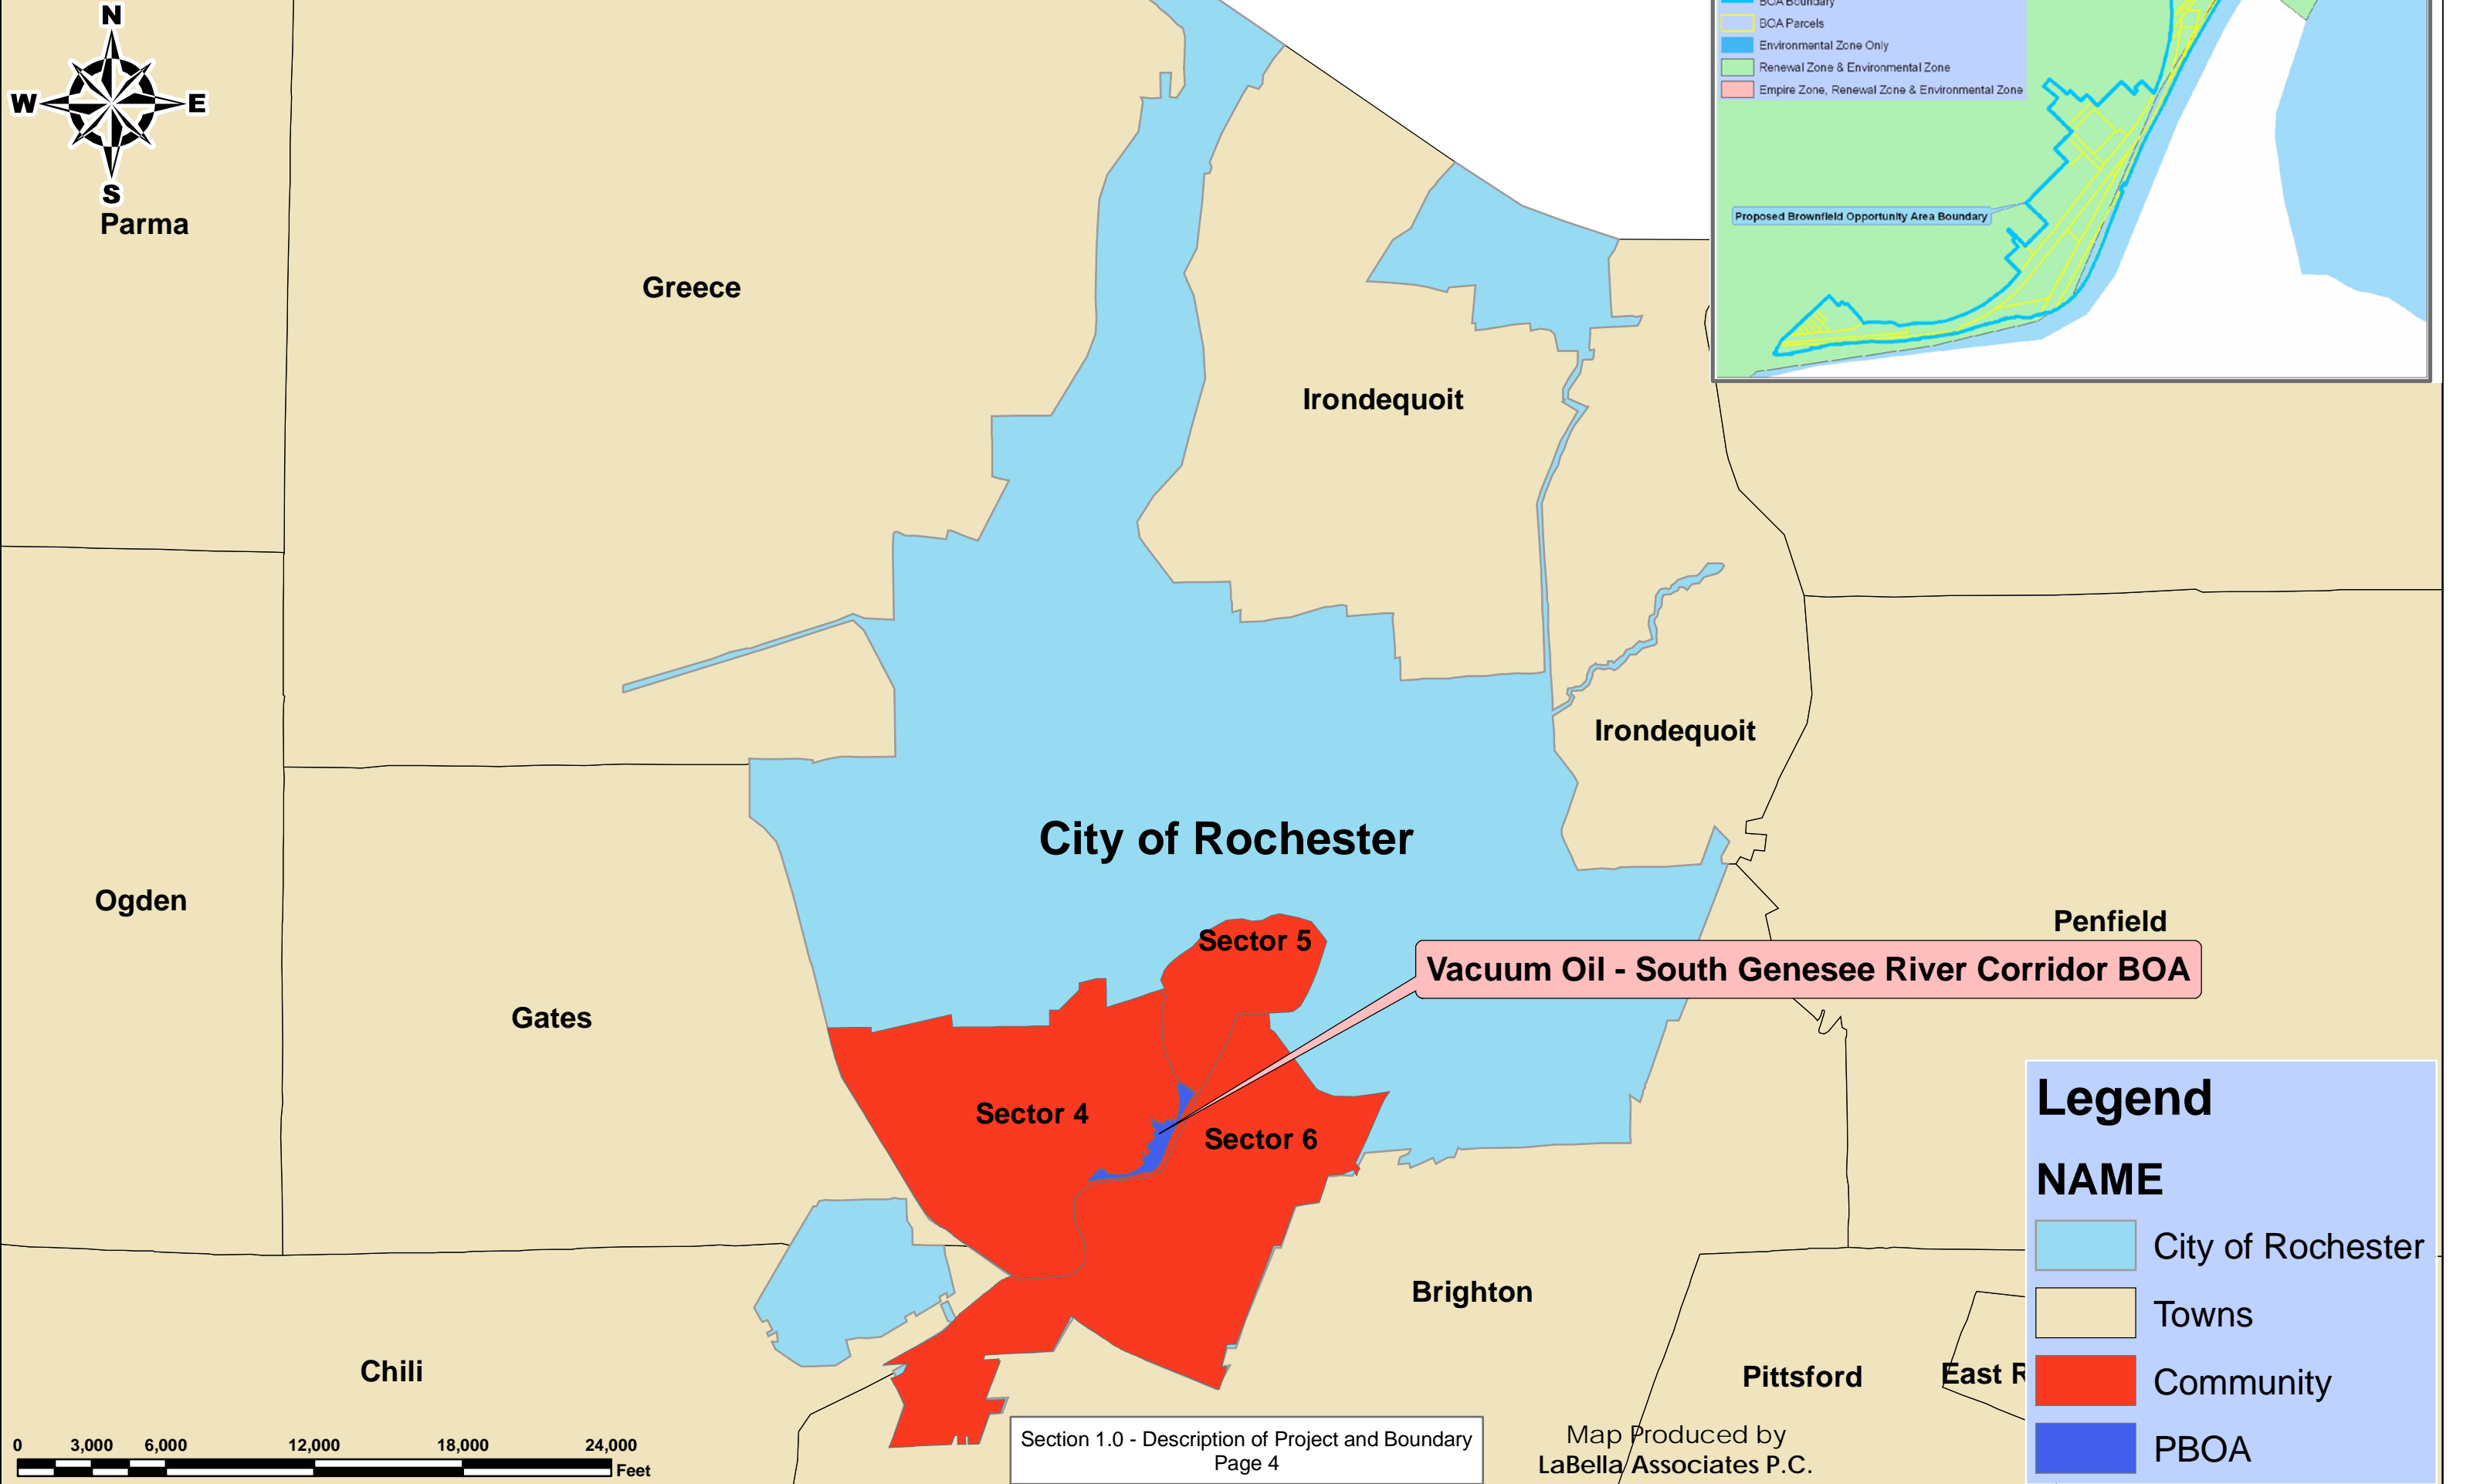 N
W E
S
Parma
Greece
Irondequoit
BOA Boundary
BOA Parcels
Environmental Zone Only
Renewal Zone & Environmental Zone
Empire Zone, Renewal Zone & Environmental Zone
Proposed Brownfield Opportunity Area Boundary
Irondequoit
City of Rochester
Ogden
Penfield
Sector 5
Vacuum Oil - South Genesee River Corridor BOA
Gates
Sector 4
Sector 6
Brighton
Chili
Pittsford
East R
Legend
NAME
City of Rochester
Towns
Community
PBOA
0 3,000 6,000 12,000 18,000 24,000
Feet
Section 1.0 - Description of Project and Boundary
Page 4
Map Produced by
LaBella Associates P.C.